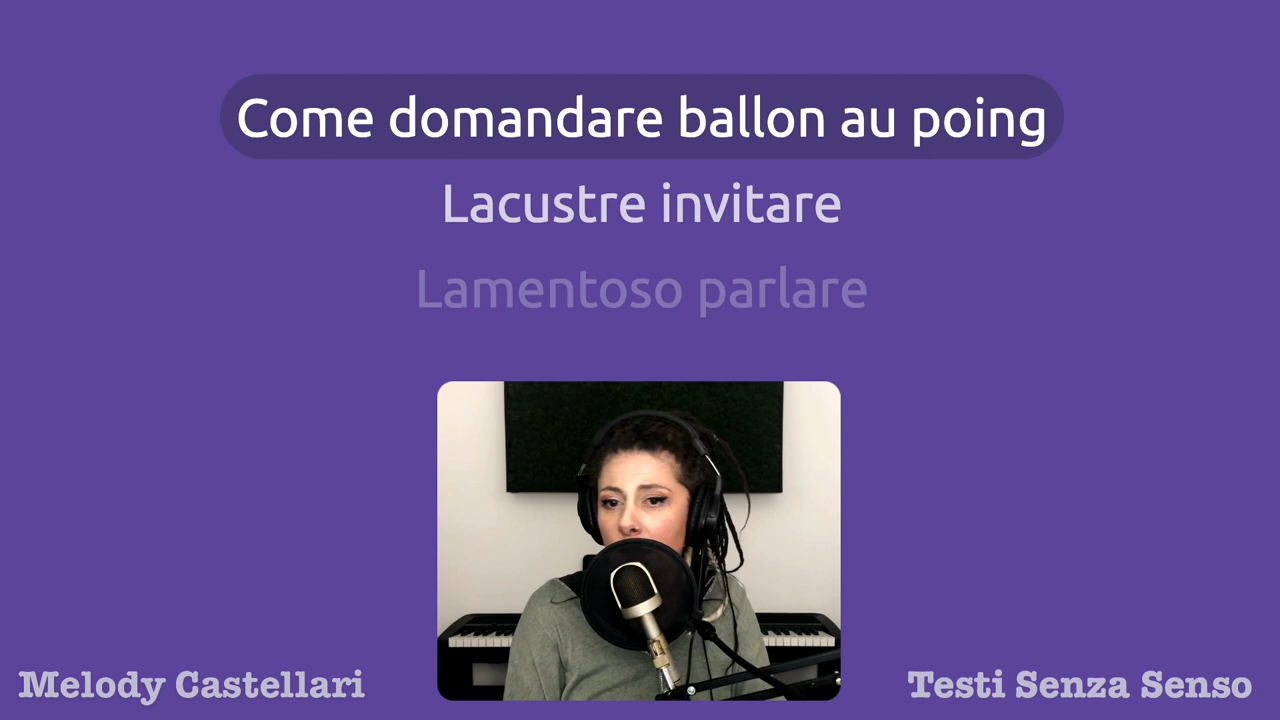 Come domandare ballon au poing
Lacustre invitare
Lamentoso parlare
Melody Castellari
Testi Senza Senso